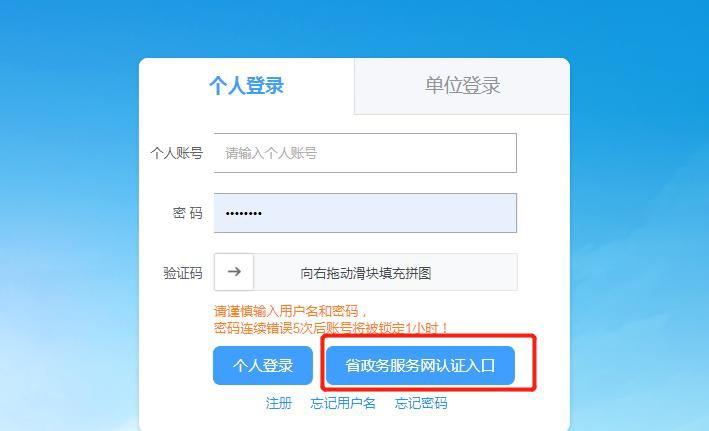 个人登录 单位登录
个人账号 请输入个人账号
密 码 ••••••••
验证码 → 向右拖动滑块填充拼图
请谨慎输入用户名和密码，
密码连续错误5次后账号将被锁定1小时！
个人登录 省政务服务网认证入口
注册 忘记用户名 忘记密码